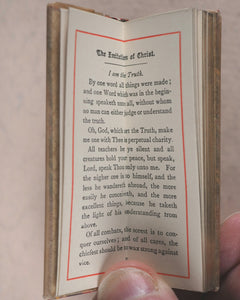 The Imitation of Christ.
I am the Truth.
By one word all things were made;
and one Word which was in the begin-
ning speaketh unto all, without whom
no man can either judge or understand
the truth.
Oh, God, which art the Truth, make
me one with Thee in perpetual charity.
All teachers be ye silent and all
creatures hold your peace, but speak,
Lord, speak Thou only unto me. For
the nigher one is to himself, and the
less he wandereth abroad, the more
easily he conceiveth, and the more
excellent things, because he taketh
the light of his understanding from
above.
Of all combats, the sorest is to con-
quer ourselves; and of all cares, the
chiefest should be to wax strong against
vice.